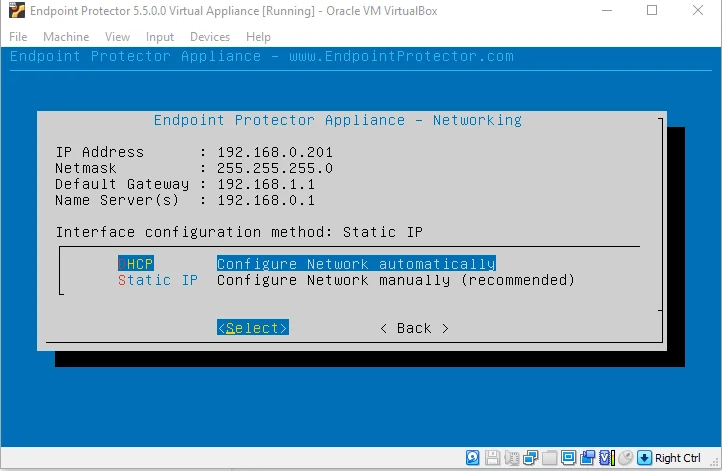 Endpoint Protector 5.5.0.0 Virtual Appliance [Running] - Oracle VM VirtualBox
File Machine View Input Devices Help
Endpoint Protector Appliance - www.EndpointProtector.com
Endpoint Protector Appliance - Networking
IP Address : 192.168.0.201
Netmask : 255.255.255.0
Default Gateway : 192.168.1.1
Name Server(s) : 192.168.0.1
Interface configuration method: Static IP
DHCP Configure Network automatically
Static IP Configure Network manually (recommended)
<Select> < Back >
Right Ctrl